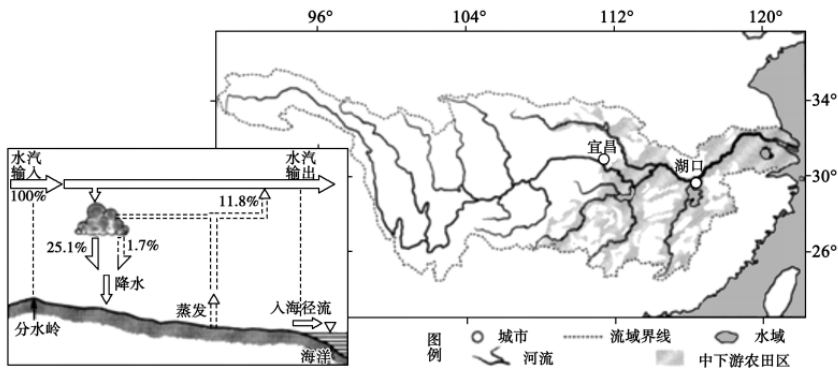 96° 104° 112° 120°
34°
30°
26°
宜昌
湖口
水汽 水汽
输入 输出
100%
11.8%
25.1% 1.7%
降水
蒸发 入海径流
分水岭
海洋
图例
城市 流域界线 水域
河流 中下游农田区